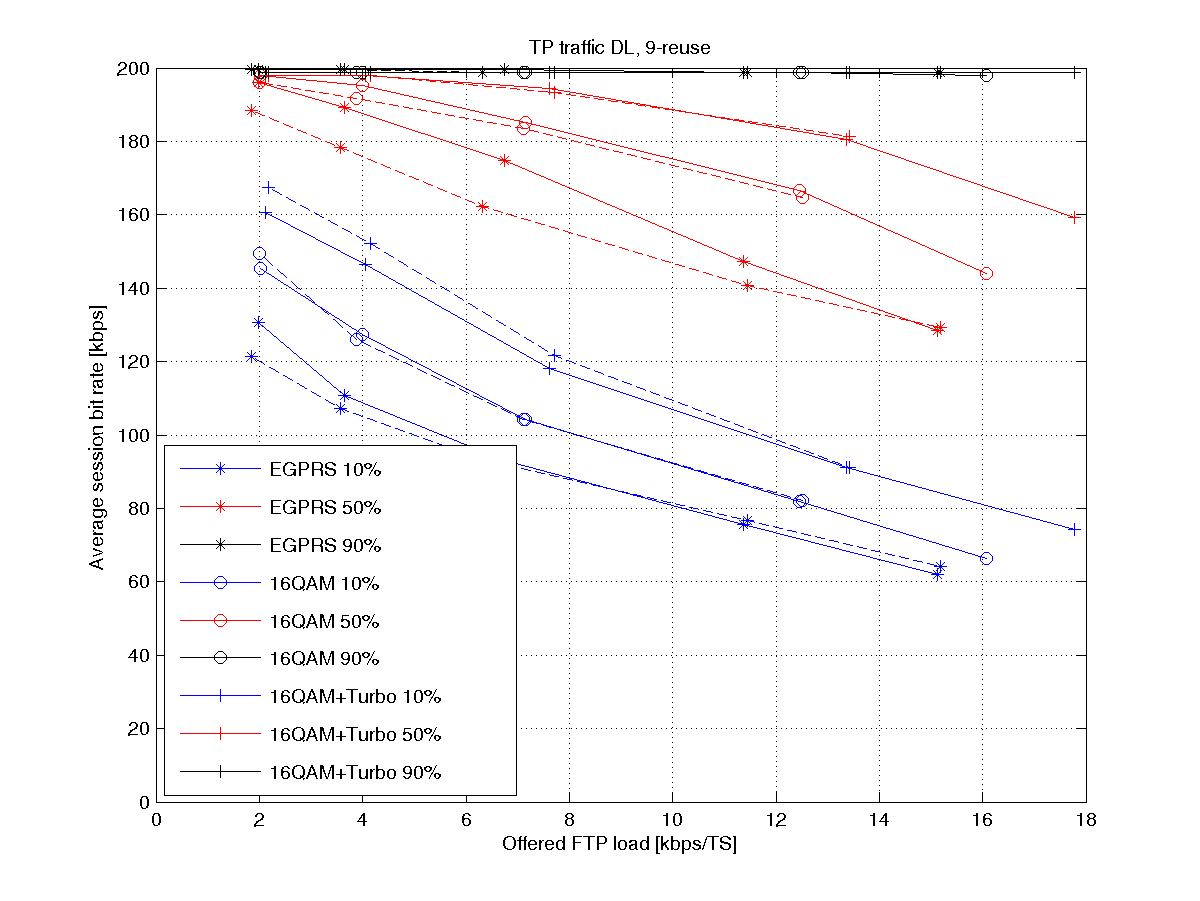 TP traffic DL, 9-reuse
Average session bit rate [kbps]
200
180
160
140
120
100
80
60
40
20
0
EGPRS 10%
EGPRS 50%
EGPRS 90%
16QAM 10%
16QAM 50%
16QAM 90%
16QAM+Turbo 10%
16QAM+Turbo 50%
16QAM+Turbo 90%
0 2 4 6 8 10 12 14 16 18
Offered FTP load [kbps/TS]